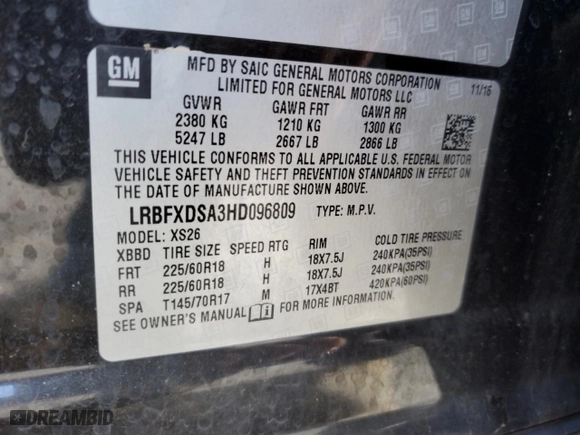 GM
MFD BY SAIC GENERAL MOTORS CORPORATION
LIMITED FOR GENERAL MOTORS LLC
11/16
GVWR GAWR FRT GAWR RR
2380 KG 1210 KG 1300 KG
5247 LB 2667 LB 2866 LB
THIS VEHICLE CONFORMS TO ALL APPLICABLE U.S. FEDERAL MOTOR
VEHICLE SAFETY AND THEFT PREVENTION STANDARDS IN EFFECT ON
THE DATE OF MANUFACTURE SHOWN ABOVE.
LRBFXDSA3HD096809 TYPE: M.P.V.
MODEL: XS26
XBBD TIRE SIZE SPEED RTG RIM COLD TIRE PRESSURE
FRT 225/60R18 H 18X7.5J 240KPA(35PSI)
RR 225/60R18 H 18X7.5J 240KPA(35PSI)
SPA T145/70R17 M 17X4BT 420KPA(60PSI)
SEE OWNER'S MANUAL FOR MORE INFORMATION.
DREAMBID